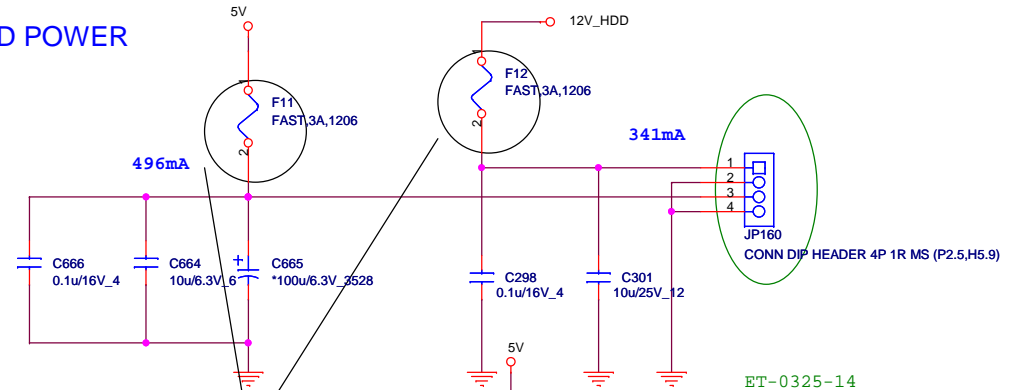 5V
12V_HDD
D POWER
1
F11
FAST,3A,1206
2
1
F12
FAST,3A,1206
2
496mA
341mA
1
2
3
4
JP160
CONN DIP HEADER 4P 1R MS (P2.5,H5.9)
C666
0.1u/16V_4
C664
10u/6.3V_6
+
C665
*100u/6.3V_3528
C298
0.1u/16V_4
C301
10u/25V_12
5V
ET-0325-14